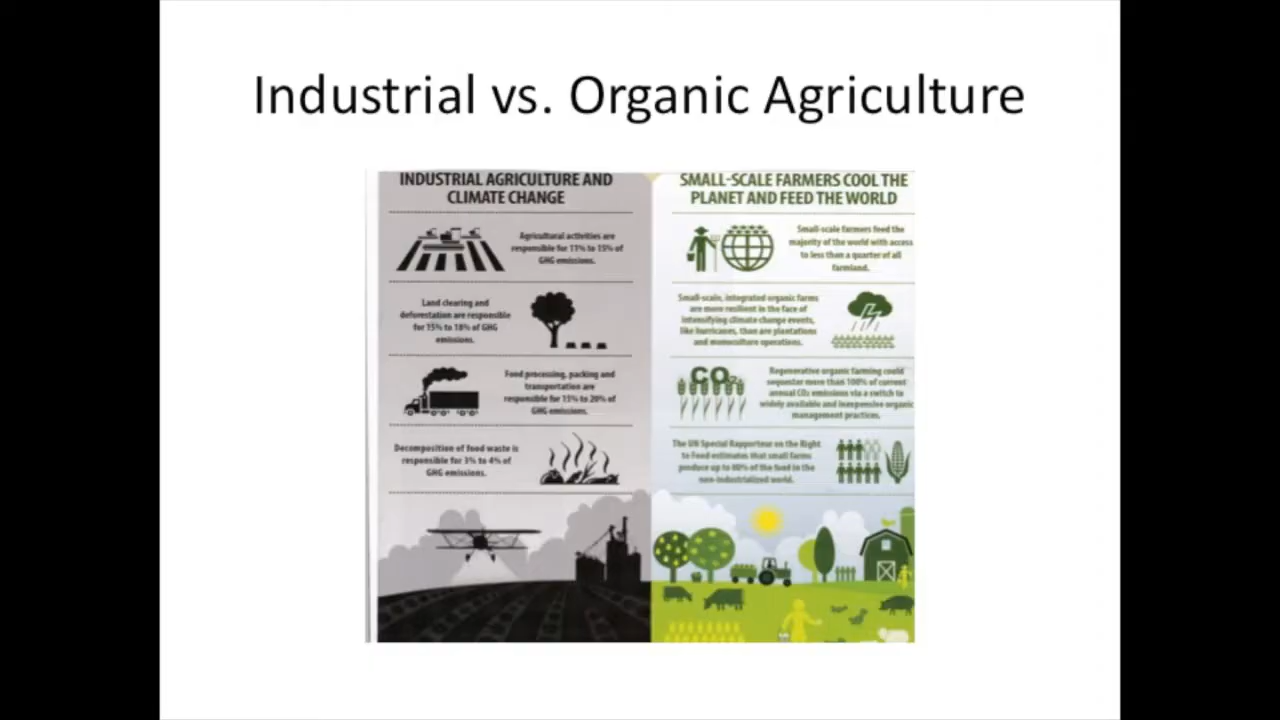 Industrial vs. Organic Agriculture
INDUSTRIAL AGRICULTURE AND
CLIMATE CHANGE
Agricultural activities are
responsible for 11% to 15% of
GHG emissions.
Land clearing and
deforestation are responsible
for 15% to 18% of GHG
emissions.
Food processing, packing and
transportation are
responsible for 15% to 20% of
GHG emissions.
Decomposition of food waste is
responsible for 3% to 4% of
GHG emissions.
SMALL-SCALE FARMERS COOL THE
PLANET AND FEED THE WORLD
Small-scale farmers feed the
majority of the world with access
to less than a quarter of all
farmland.
Small-scale, integrated organic farms
are more resilient in the face of
intensifying climate change events,
like hurricanes, than are plantations
and monoculture operations.
CO2
Regenerative organic farming could
sequester more than 100% of current
annual CO2 emissions via a switch to
widely available and inexpensive organic
management practices.
The UN Special Rapporteur on the Right
to Food estimates that small farms
produce up to 80% of the food in the
non-industrialized world.